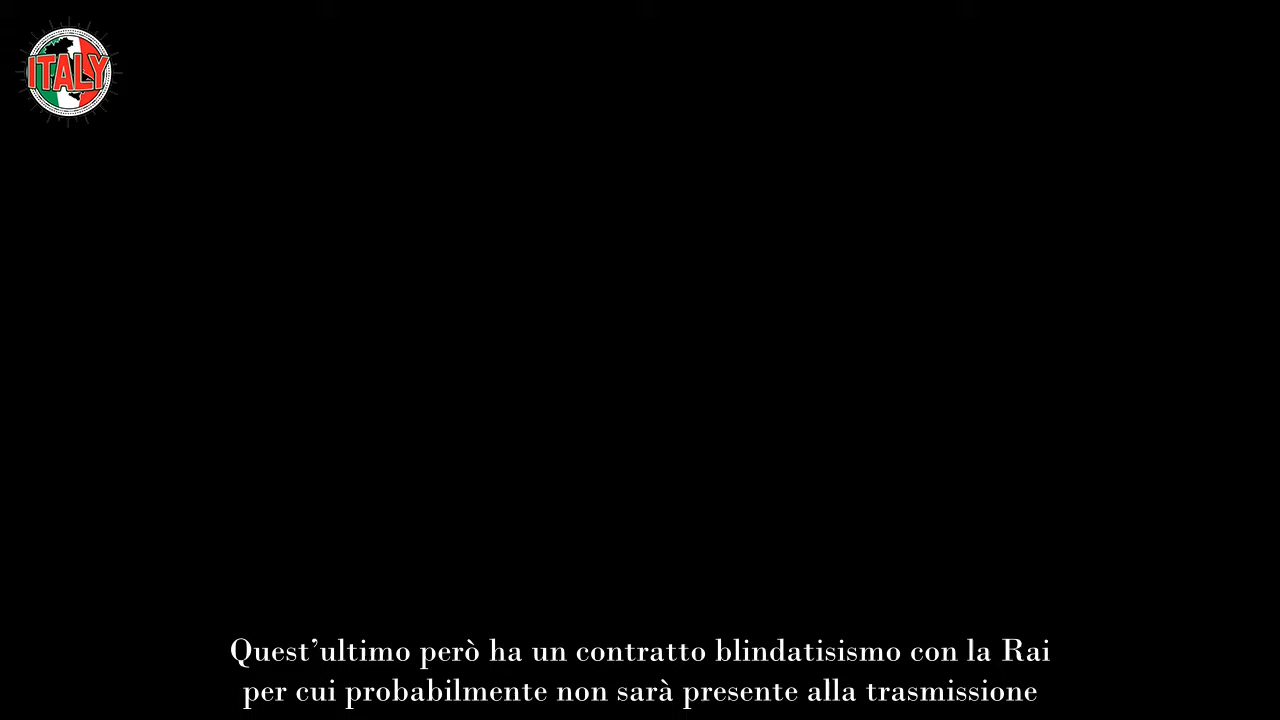 ITALY
Quest’ultimo però ha un contratto blindatisismo con la Rai
per cui probabilmente non sarà presente alla trasmissione